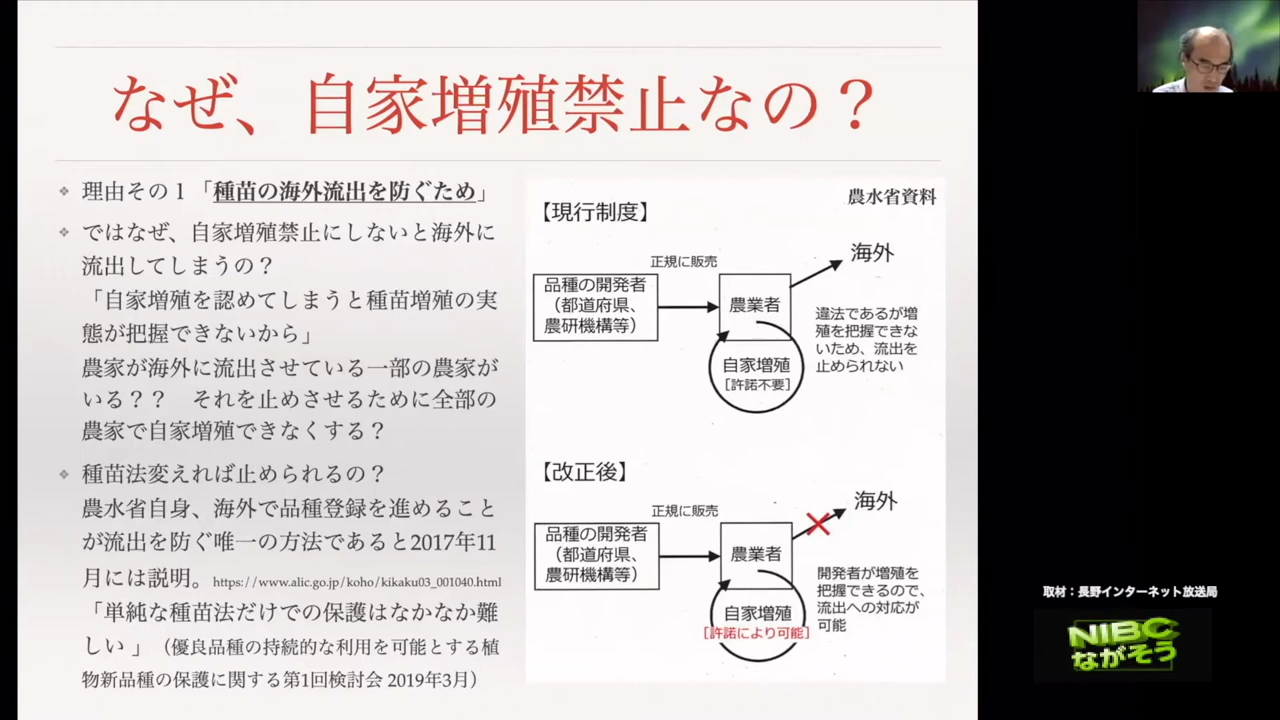 なぜ、自家増殖禁止なの？
理由その１「種苗の海外流出を防ぐため」
ではなぜ、自家増殖禁止にしないと海外に
流出してしまうの？
「自家増殖を認めてしまうと種苗増殖の実
態が把握できないから」
農家が海外に流出させている一部の農家が
いる？？　それを止めさせるために全部の
農家で自家増殖できなくする？
種苗法変えれば止められるの？
農水省自身、海外で品種登録を進めること
が流出を防ぐ唯一の方法であると2017年11
月には説明。https://www.alic.go.jp/koho/kikaku03_001040.html
「単純な種苗法だけでの保護はなかなか難
しい 」（優良品種の持続的な利用を可能とする植
物新品種の保護に関する第1回検討会 2019年3月）
農水省資料
【現行制度】
海外
正規に販売
品種の開発者
（都道府県、
農研機構等）
農業者
違法であるが増
殖を把握できな
いため、流出を
止められない
自家増殖
［許諾不要］
【改正後】
海外
正規に販売
品種の開発者
（都道府県、
農研機構等）
農業者
開発者が増殖を
把握できるので、
流出への対応が
可能
自家増殖
［許諾により可能］
取材：長野インターネット放送局
NIBC
ながそう